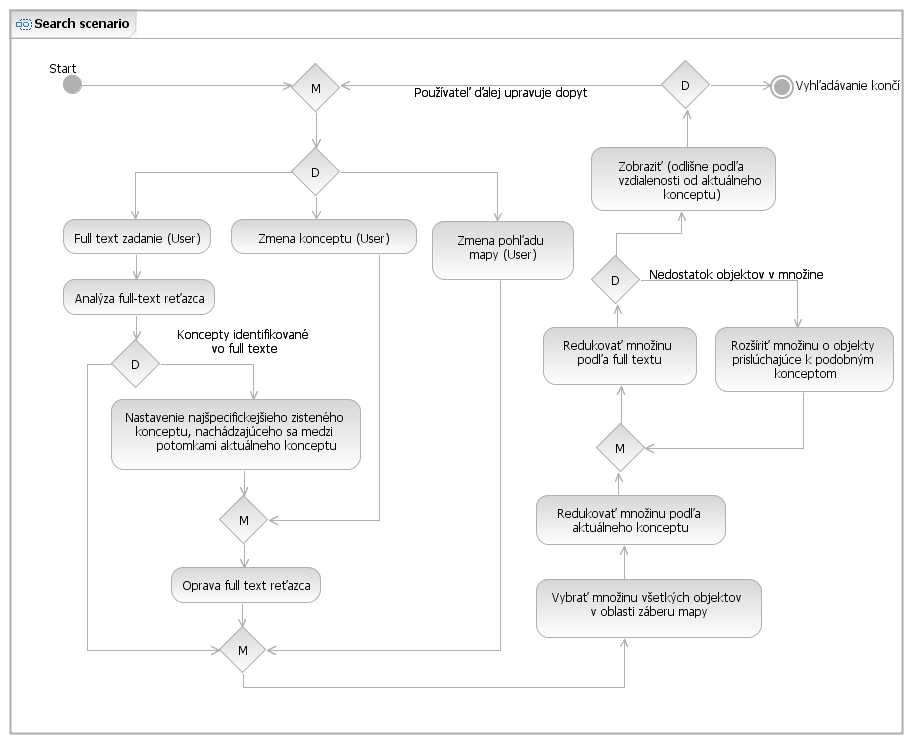 Search scenario
Start
M
Používateľ ďalej upravuje dopyt
D
Vyhľadávanie končí
D
Zobraziť (odlišne podľa
vzdialenosti od aktuálneho
konceptu)
Full text zadanie (User)
Zmena konceptu (User)
Zmena pohľadu
mapy (User)
D
Nedostatok objektov v množine
Analýza full-text reťazca
Koncepty identifikované
vo full texte
D
Redukovať množinu
podľa full textu
Rozšíriť množinu o objekty
prislúchajúce k podobným
konceptom
Nastavenie najšpecifickejšieho zisteného
konceptu, nachádzajúceho sa medzi
potomkami aktuálneho konceptu
M
M
Redukovať množinu podľa
aktuálneho konceptu
Oprava full text reťazca
Vybrať množinu všetkých objektov
v oblasti záberu mapy
M